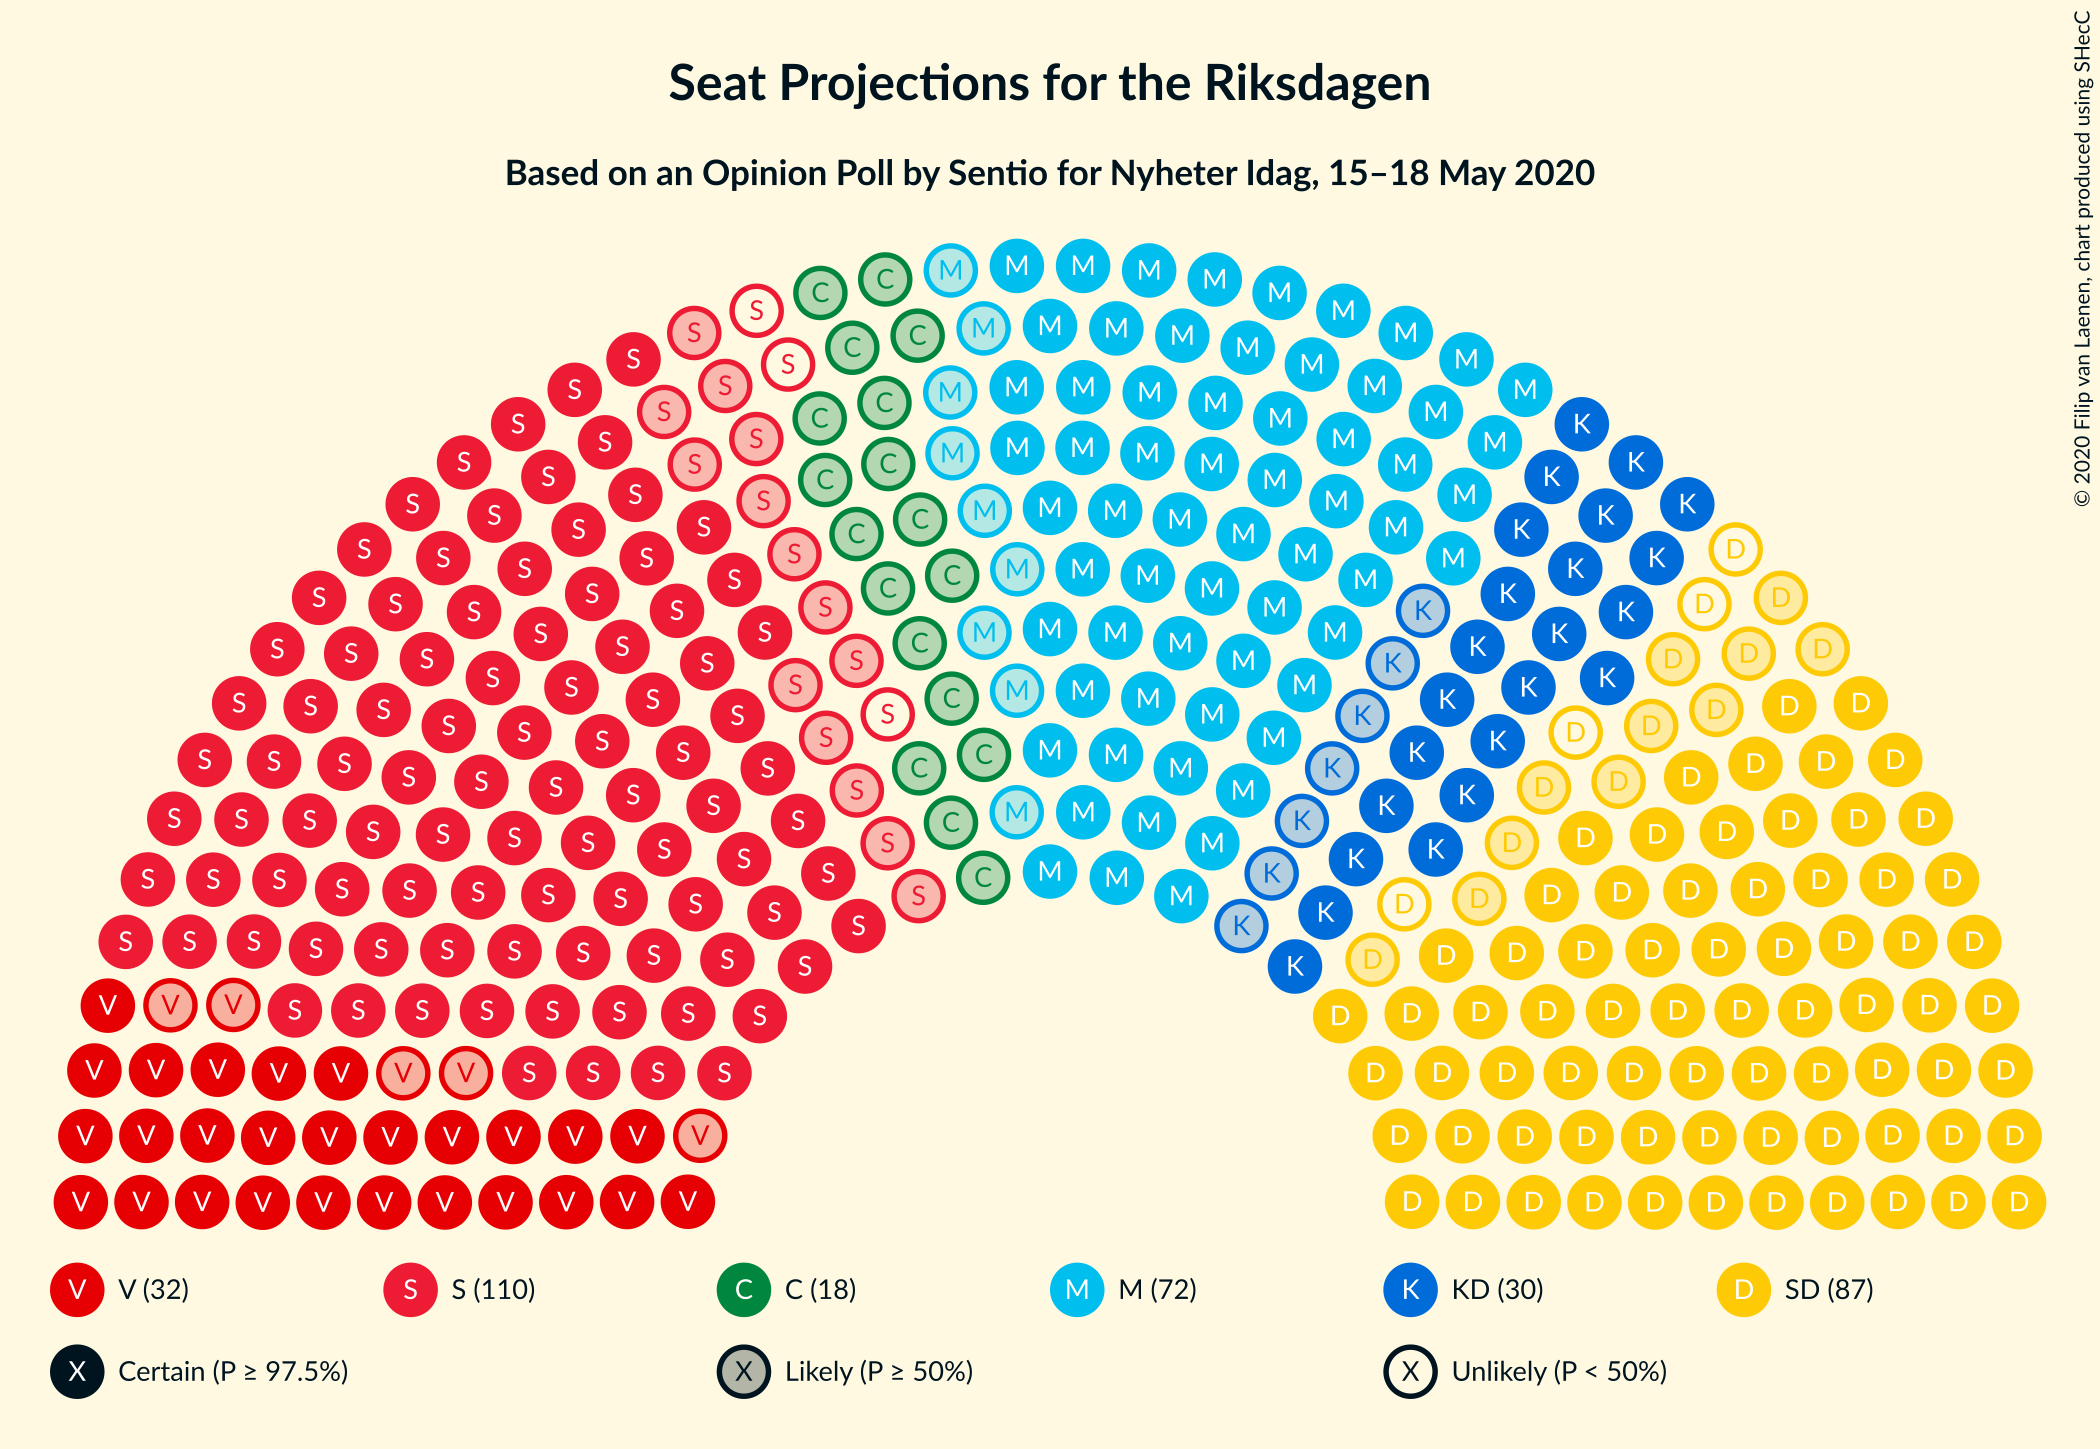 Seat Projections for the Riksdagen
Based on an Opinion Poll by Sentio for Nyheter Idag, 15–18 May 2020
© 2020 Filip van Laenen, chart produced using SHecC
V V (32) S S (110) C C (18) M M (72) K KD (30) D SD (87)
X Certain (P ≥ 97.5%) X Likely (P ≥ 50%) X Unlikely (P < 50%)